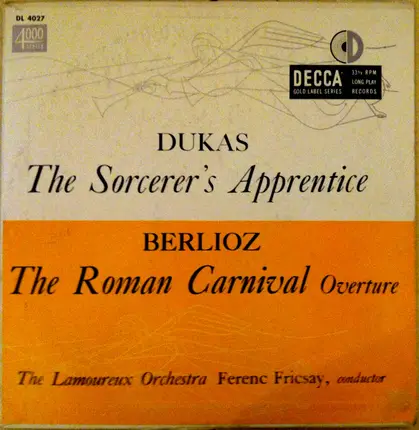 DL 4027
4000
SERIES
DECCA
GOLD LABEL SERIES
33⅓ RPM
LONG PLAY
RECORDS
DUKAS
The Sorcerer's Apprentice
BERLIOZ
The Roman Carnival Overture
The Lamoureux Orchestra Ferenc Fricsay, conductor